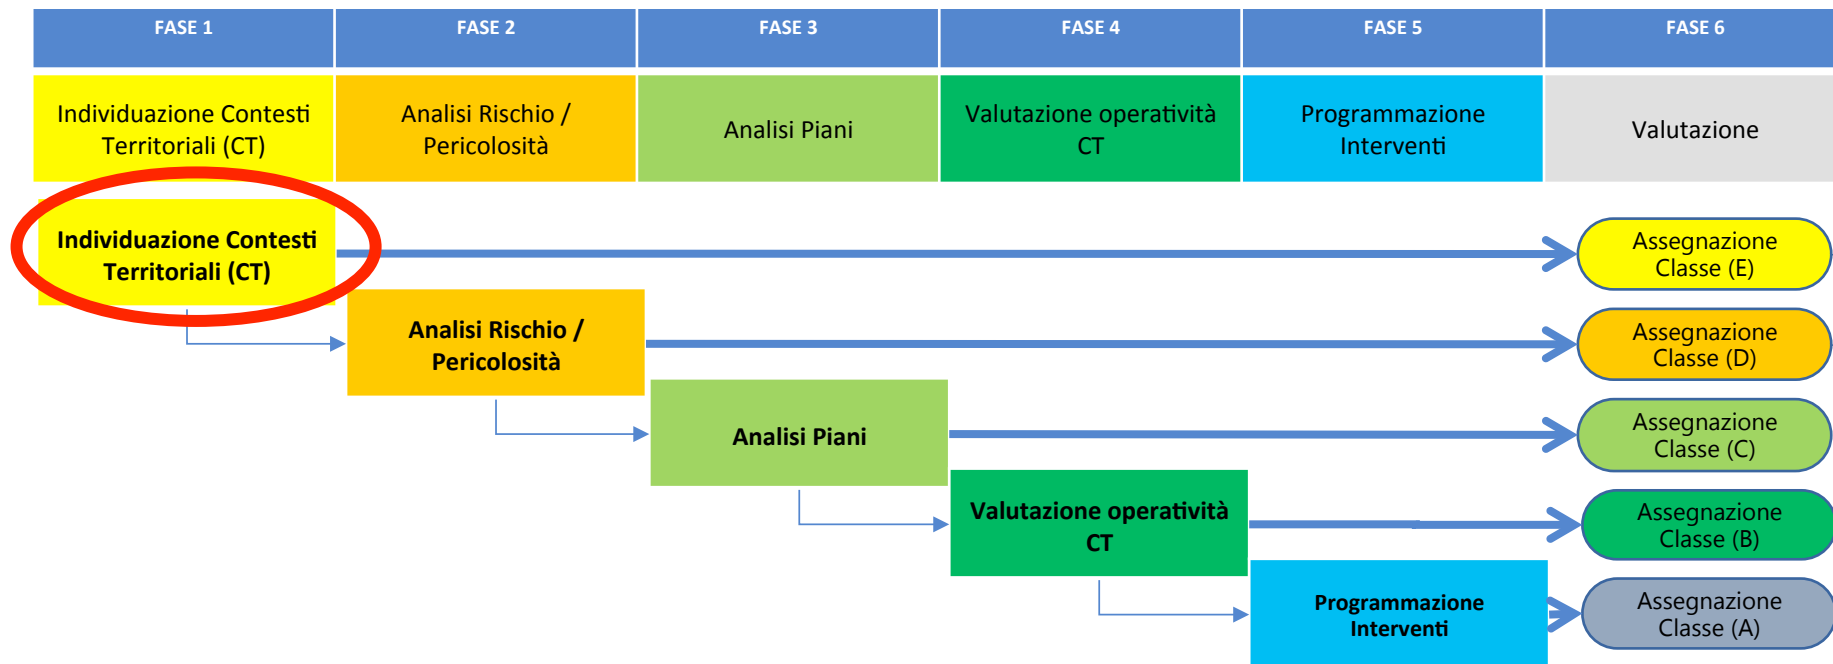 FASE 1
FASE 2
FASE 3
FASE 4
FASE 5
FASE 6
Individuazione Contesti
Territoriali (CT)
Analisi Rischio /
Pericolosità
Analisi Piani
Valutazione operatività
CT
Programmazione
Interventi
Valutazione
Individuazione Contesti
Territoriali (CT)
Assegnazione
Classe (E)
Analisi Rischio /
Pericolosità
Assegnazione
Classe (D)
Analisi Piani
Assegnazione
Classe (C)
Valutazione operatività
CT
Assegnazione
Classe (B)
Programmazione
Interventi
Assegnazione
Classe (A)